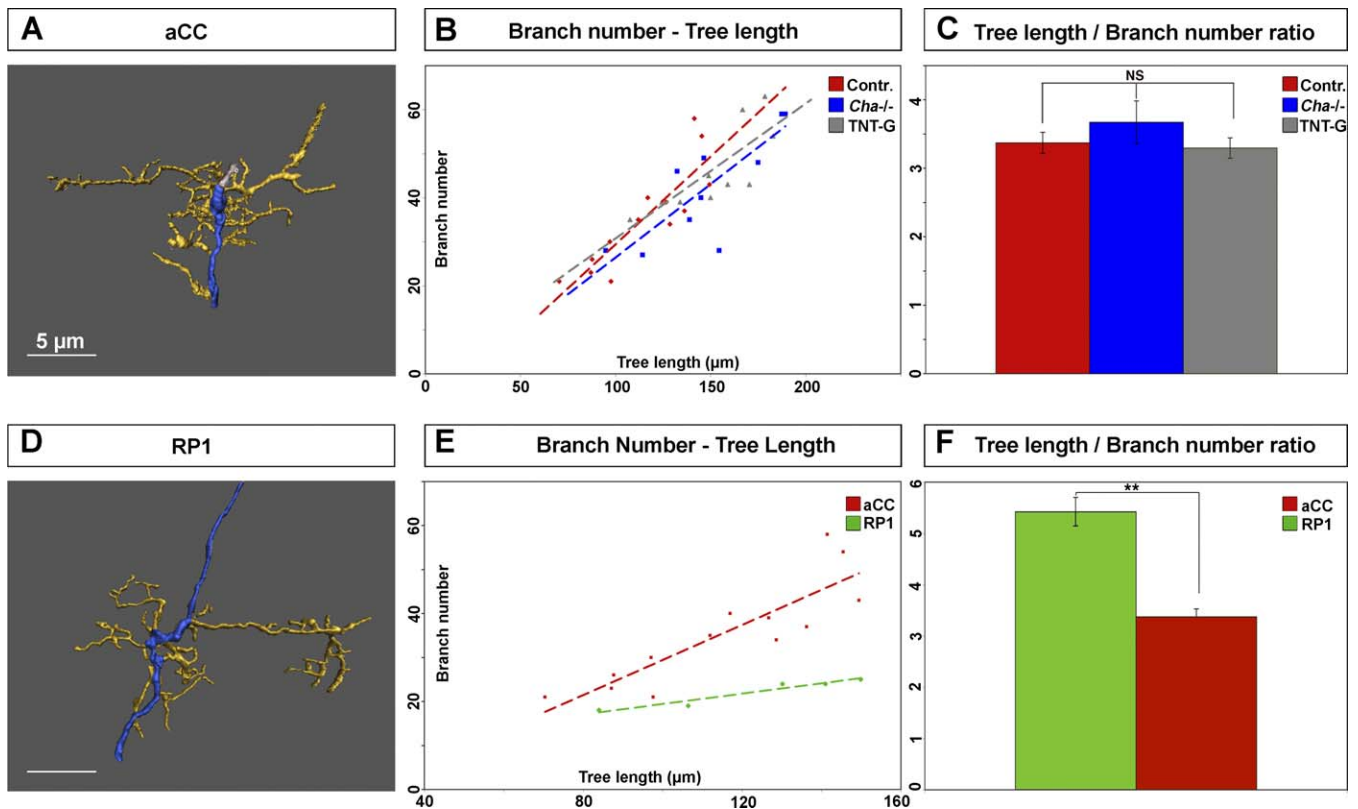 A
aCC
5 µm
B
Branch number - Tree length
Branch number
60
40
20
0
Contr.
Cha-/-
TNT-G
Tree length (µm)
0 50 100 150 200
C
Tree length / Branch number ratio
4
3
2
1
0
NS
Contr.
Cha-/-
TNT-G
D
RP1
E
Branch Number - Tree Length
Branch number
60
40
20
0
aCC
RP1
Tree length (µm)
40 80 120 160
F
Tree length / Branch number ratio
6
5
4
3
2
1
0
**
aCC
RP1